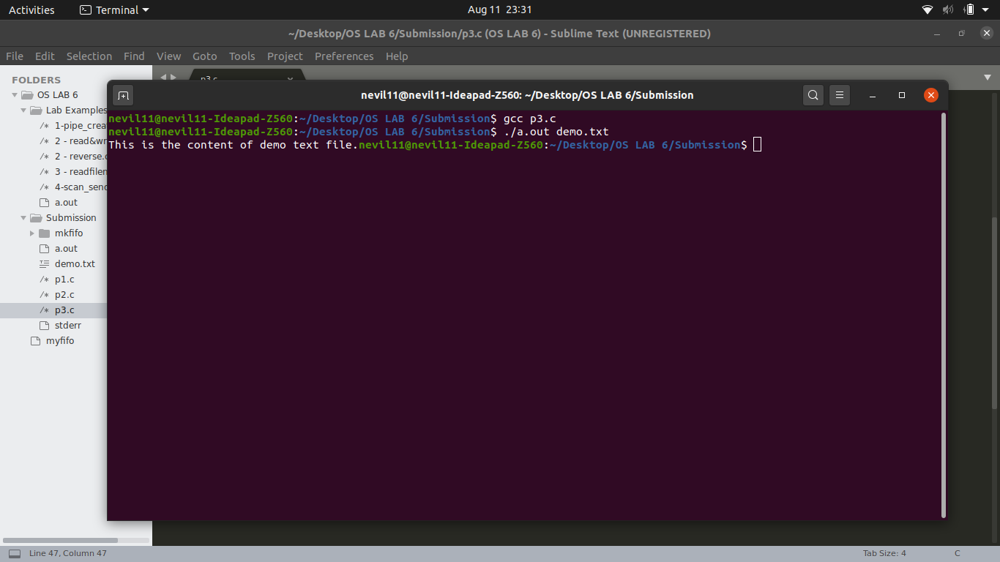 Activities Terminal Aug 11 23:31
~/Desktop/OS LAB 6/Submission/p3.c (OS LAB 6) - Sublime Text (UNREGISTERED)
File Edit Selection Find View Goto Tools Project Preferences Help
FOLDERS
OS LAB 6
Lab Examples
/* 1-pipe_crea
/* 2 - read&wr
/* 2 - reverse.c
/* 3 - readfilen
/* 4-scan_send
a.out
Submission
mkfifo
a.out
demo.txt
/* p1.c
/* p2.c
/* p3.c
stderr
myfifo
p3.c
nevil11@nevil11-Ideapad-Z560: ~/Desktop/OS LAB 6/Submission
nevil11@nevil11-Ideapad-Z560:~/Desktop/OS LAB 6/Submission$ gcc p3.c
nevil11@nevil11-Ideapad-Z560:~/Desktop/OS LAB 6/Submission$ ./a.out demo.txt
This is the content of demo text file.nevil11@nevil11-Ideapad-Z560:~/Desktop/OS LAB 6/Submission$
Line 47, Column 47 Tab Size: 4 C